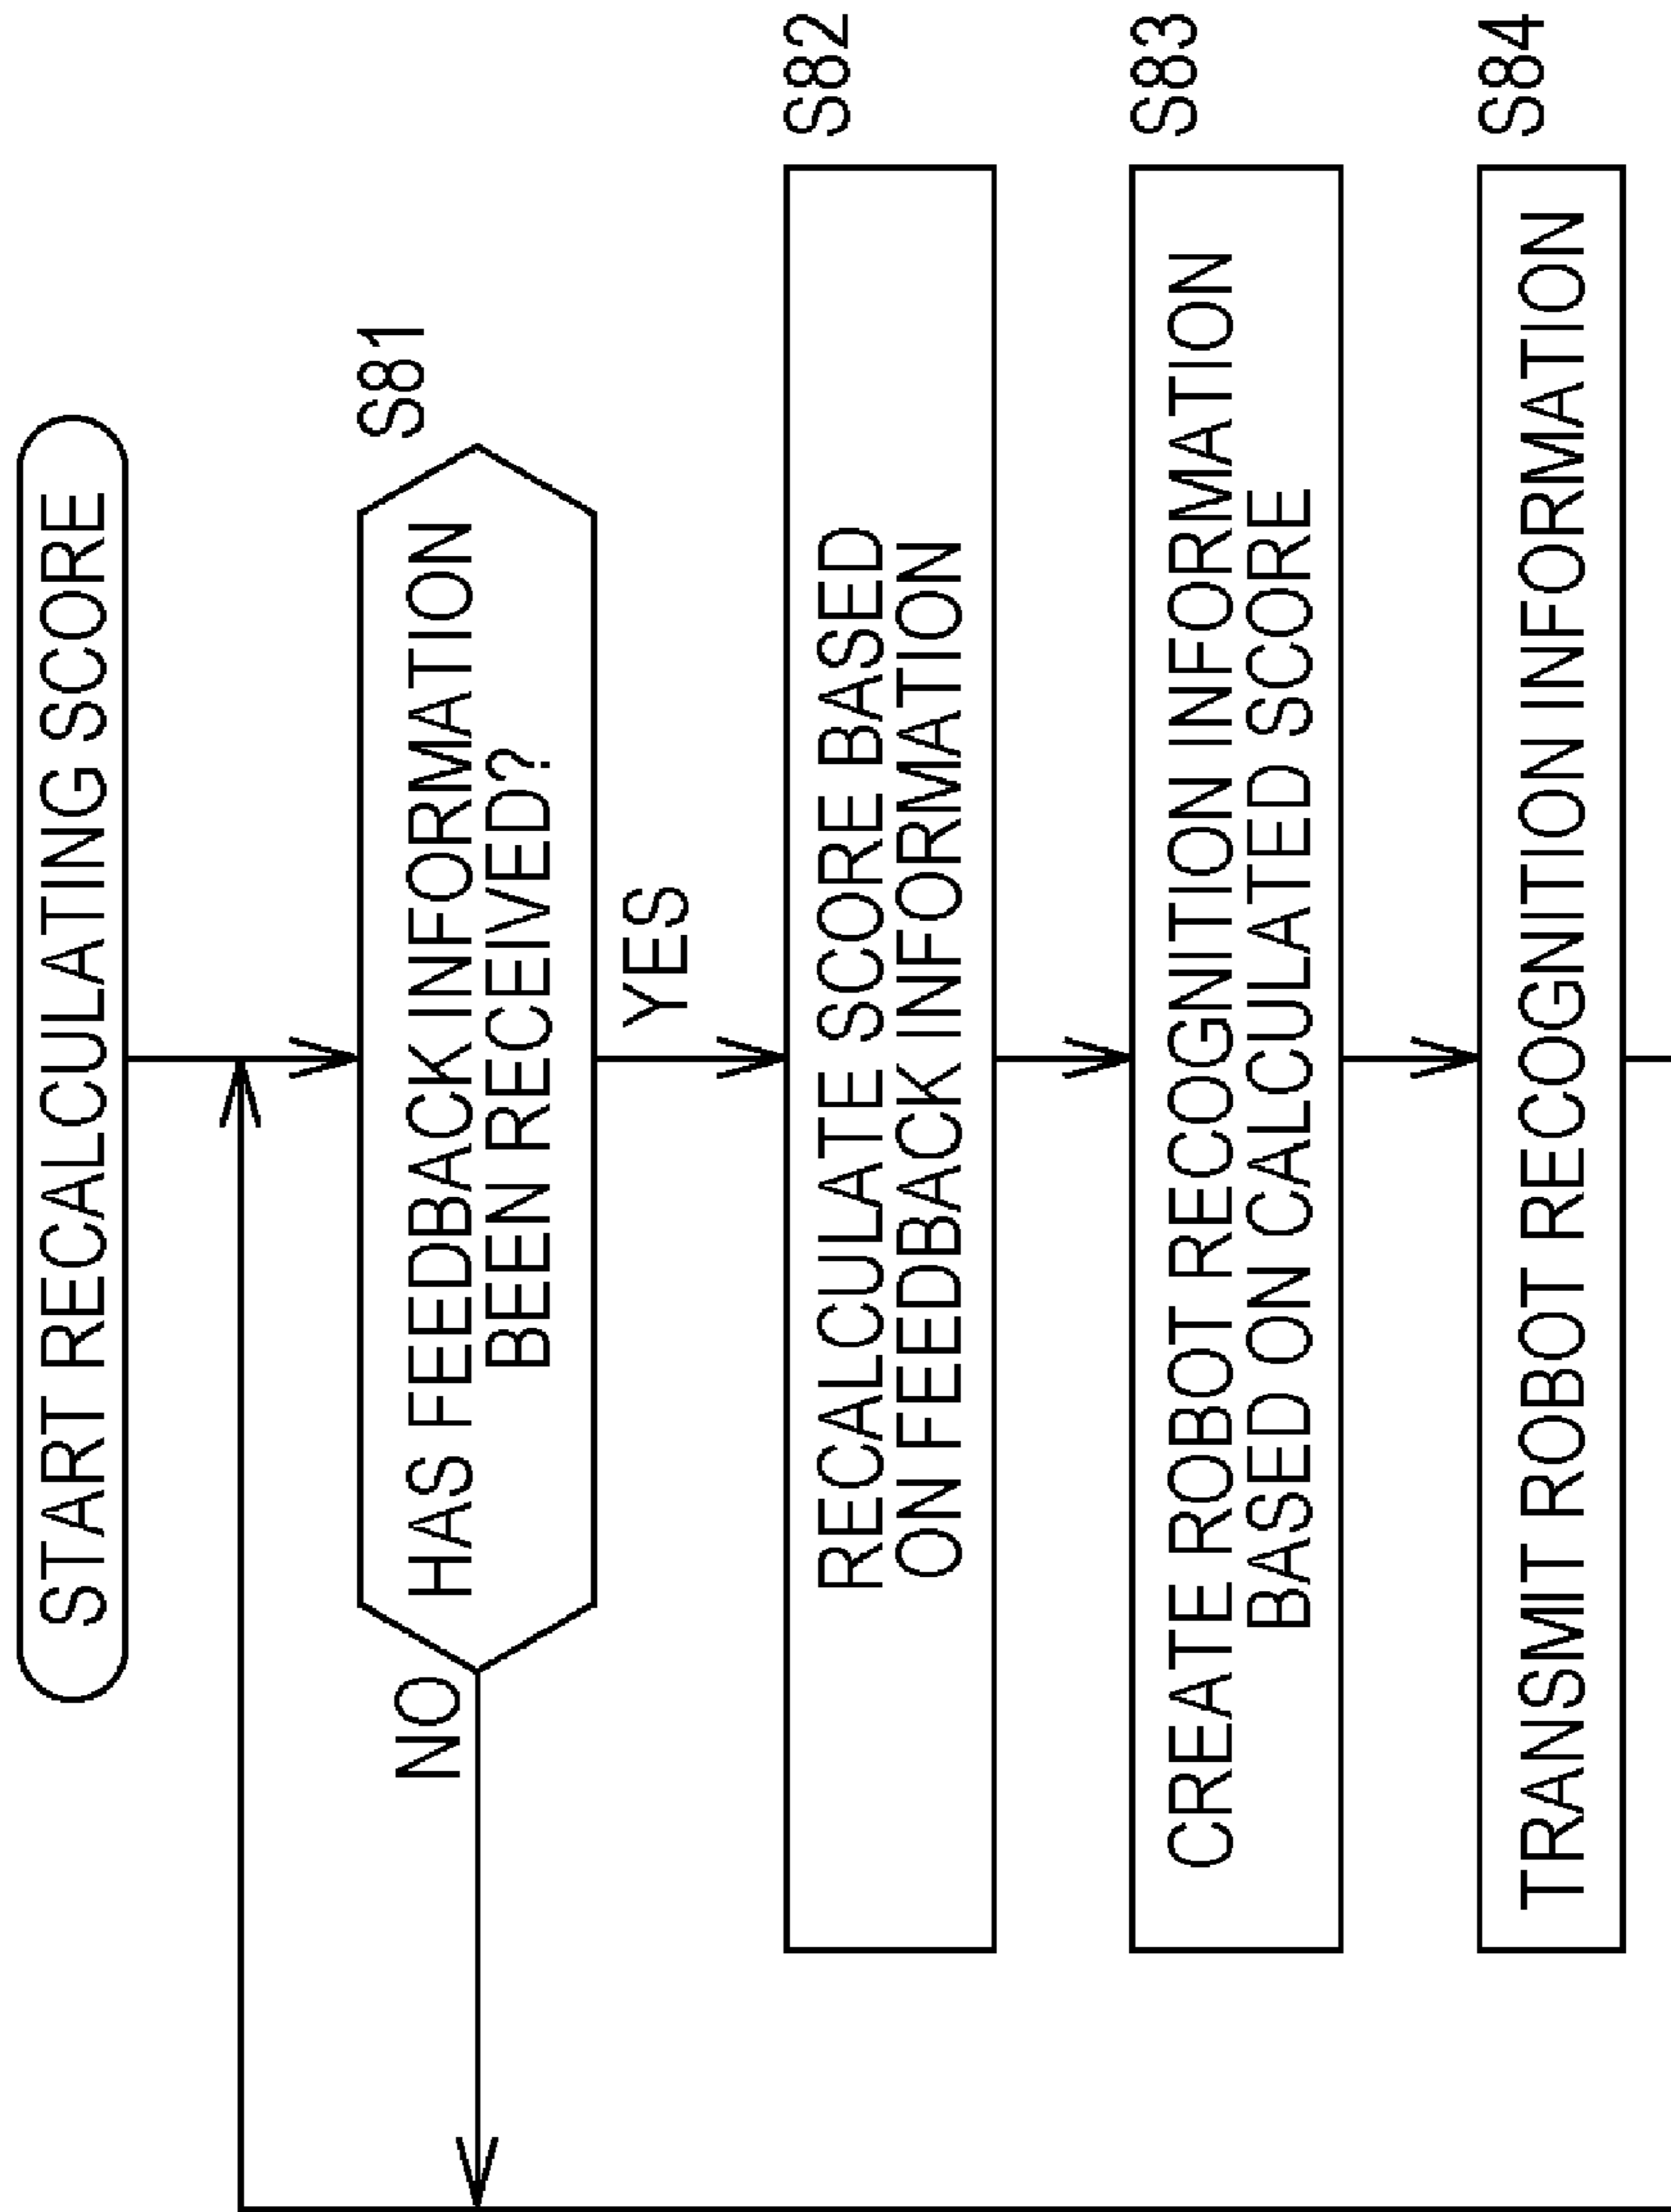 START RECALCULATING SCORE
S81
HAS FEEDBACK INFORMATION
BEEN RECEIVED?
NO
YES
S82
RECALCULATE SCORE BASED
ON FEEDBACK INFORMATION
S83
CREATE ROBOT RECOGNITION INFORMATION
BASED ON CALCULATED SCORE
S84
TRANSMIT ROBOT RECOGNITION INFORMATION